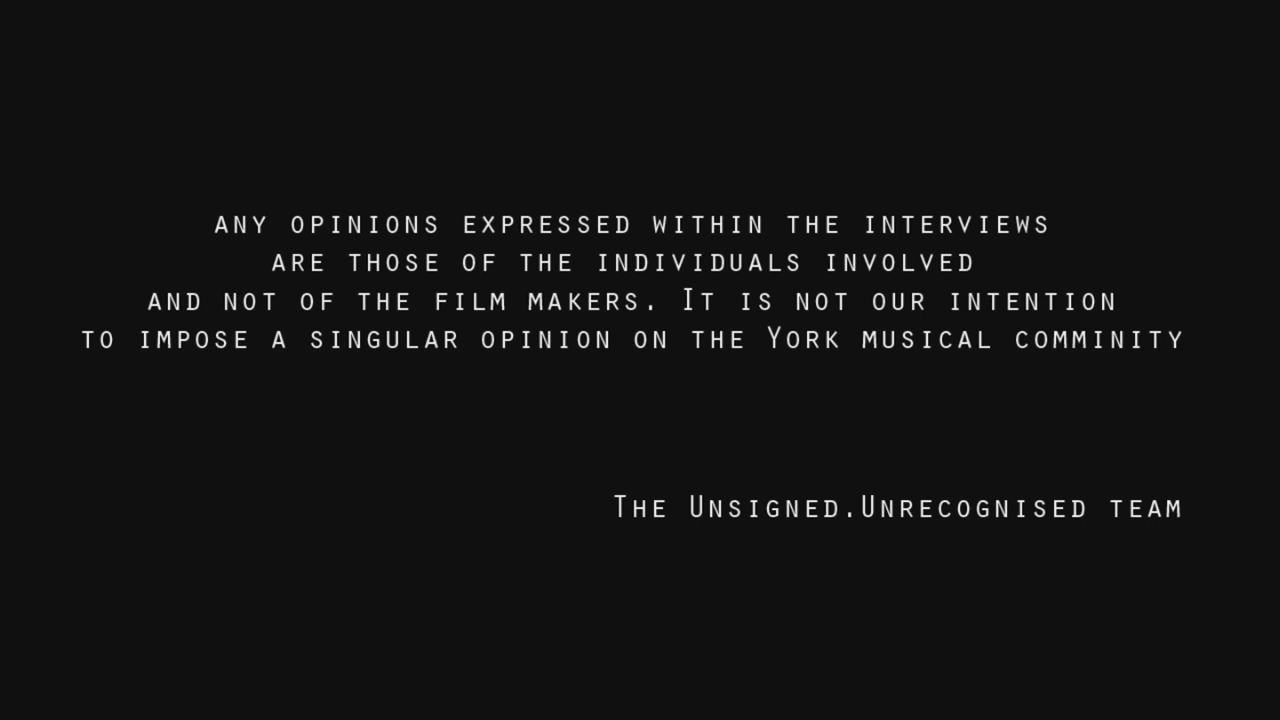 any opinions expressed within the interviews
are those of the individuals involved
and not of the film makers. It is not our intention
to impose a singular opinion on the York musical comminity
The Unsigned.Unrecognised team